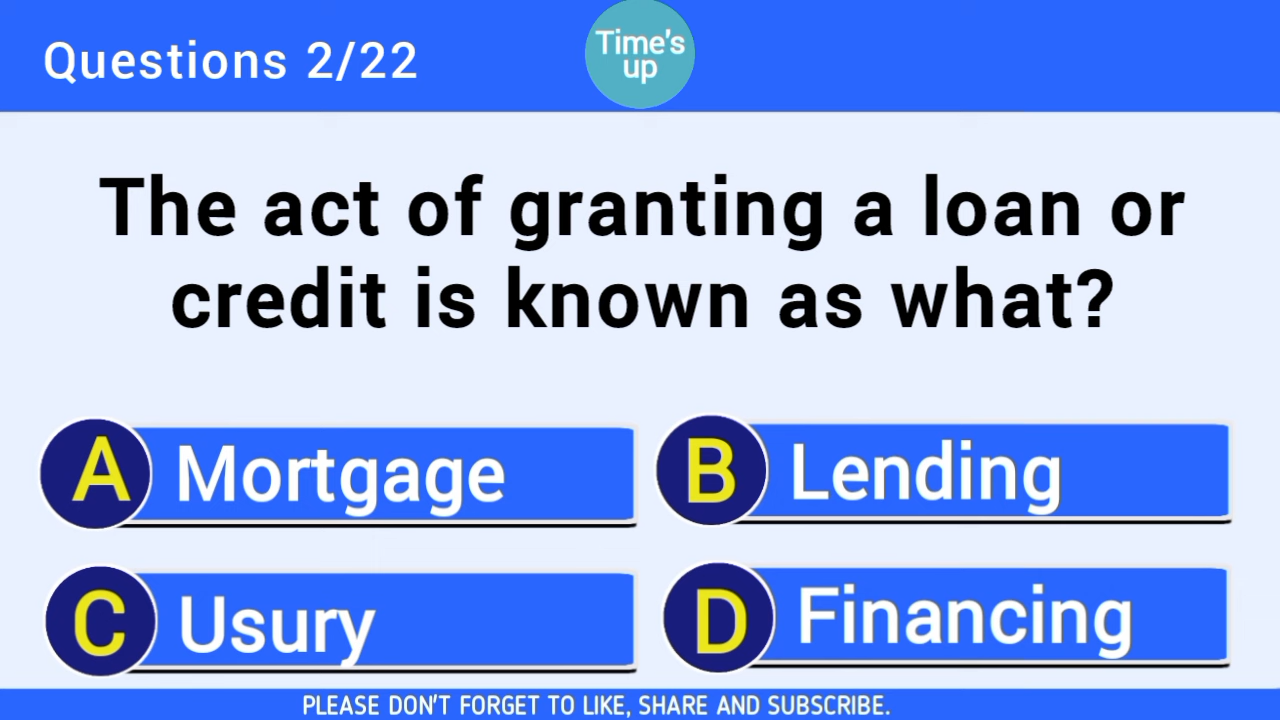 Questions 2/22
Time's
up
The act of granting a loan or
credit is known as what?
A Mortgage
B Lending
C Usury
D Financing
PLEASE DON'T FORGET TO LIKE, SHARE AND SUBSCRIBE.